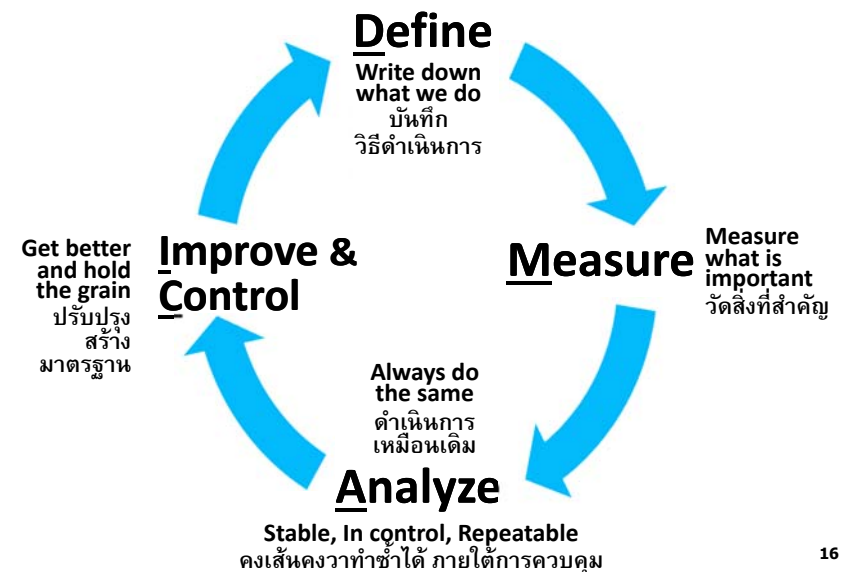 Define
Write down
what we do
บันทึก
วิธีดำเนินการ
Measure
Measure
what is
important
วัดสิ่งที่สำคัญ
Always do
the same
ดำเนินการ
เหมือนเดิม
Analyze
Stable, In control, Repeatable
คงเส้นคงวาทำซ้ำได้ ภายใต้การควบคุม
Improve &
Control
Get better
and hold
the grain
ปรับปรุง
สร้าง
มาตรฐาน
16